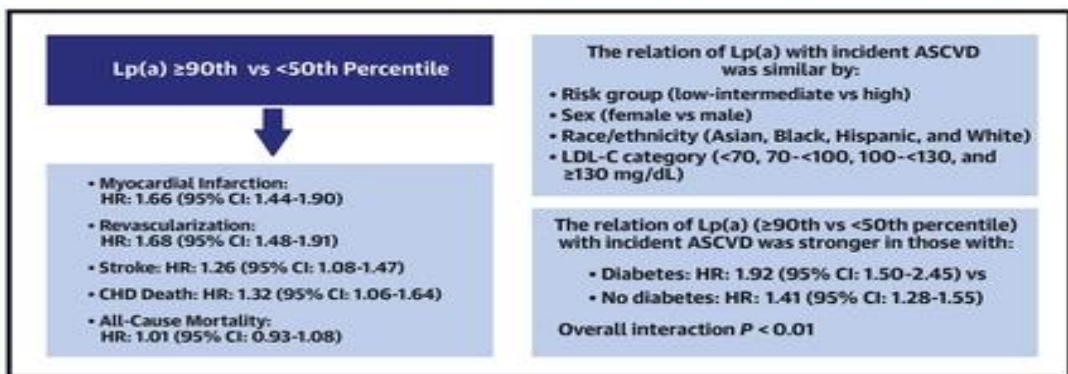 Lp(a) ≥90th vs <50th Percentile
• Myocardial Infarction:
HR: 1.66 (95% CI: 1.44-1.90)
• Revascularization:
HR: 1.68 (95% CI: 1.48-1.91)
• Stroke: HR: 1.26 (95% CI: 1.08-1.47)
• CHD Death: HR: 1.32 (95% CI: 1.06-1.64)
• All-Cause Mortality:
HR: 1.01 (95% CI: 0.93-1.08)
The relation of Lp(a) with incident ASCVD
was similar by:
• Risk group (low-intermediate vs high)
• Sex (female vs male)
• Race/ethnicity (Asian, Black, Hispanic, and White)
• LDL-C category (<70, 70-<100, 100-<130, and
≥130 mg/dL)
The relation of Lp(a) (≥90th vs <50th percentile)
with incident ASCVD was stronger in those with:
• Diabetes: HR: 1.92 (95% CI: 1.50-2.45) vs
• No diabetes: HR: 1.41 (95% CI: 1.28-1.55)
Overall interaction P < 0.01